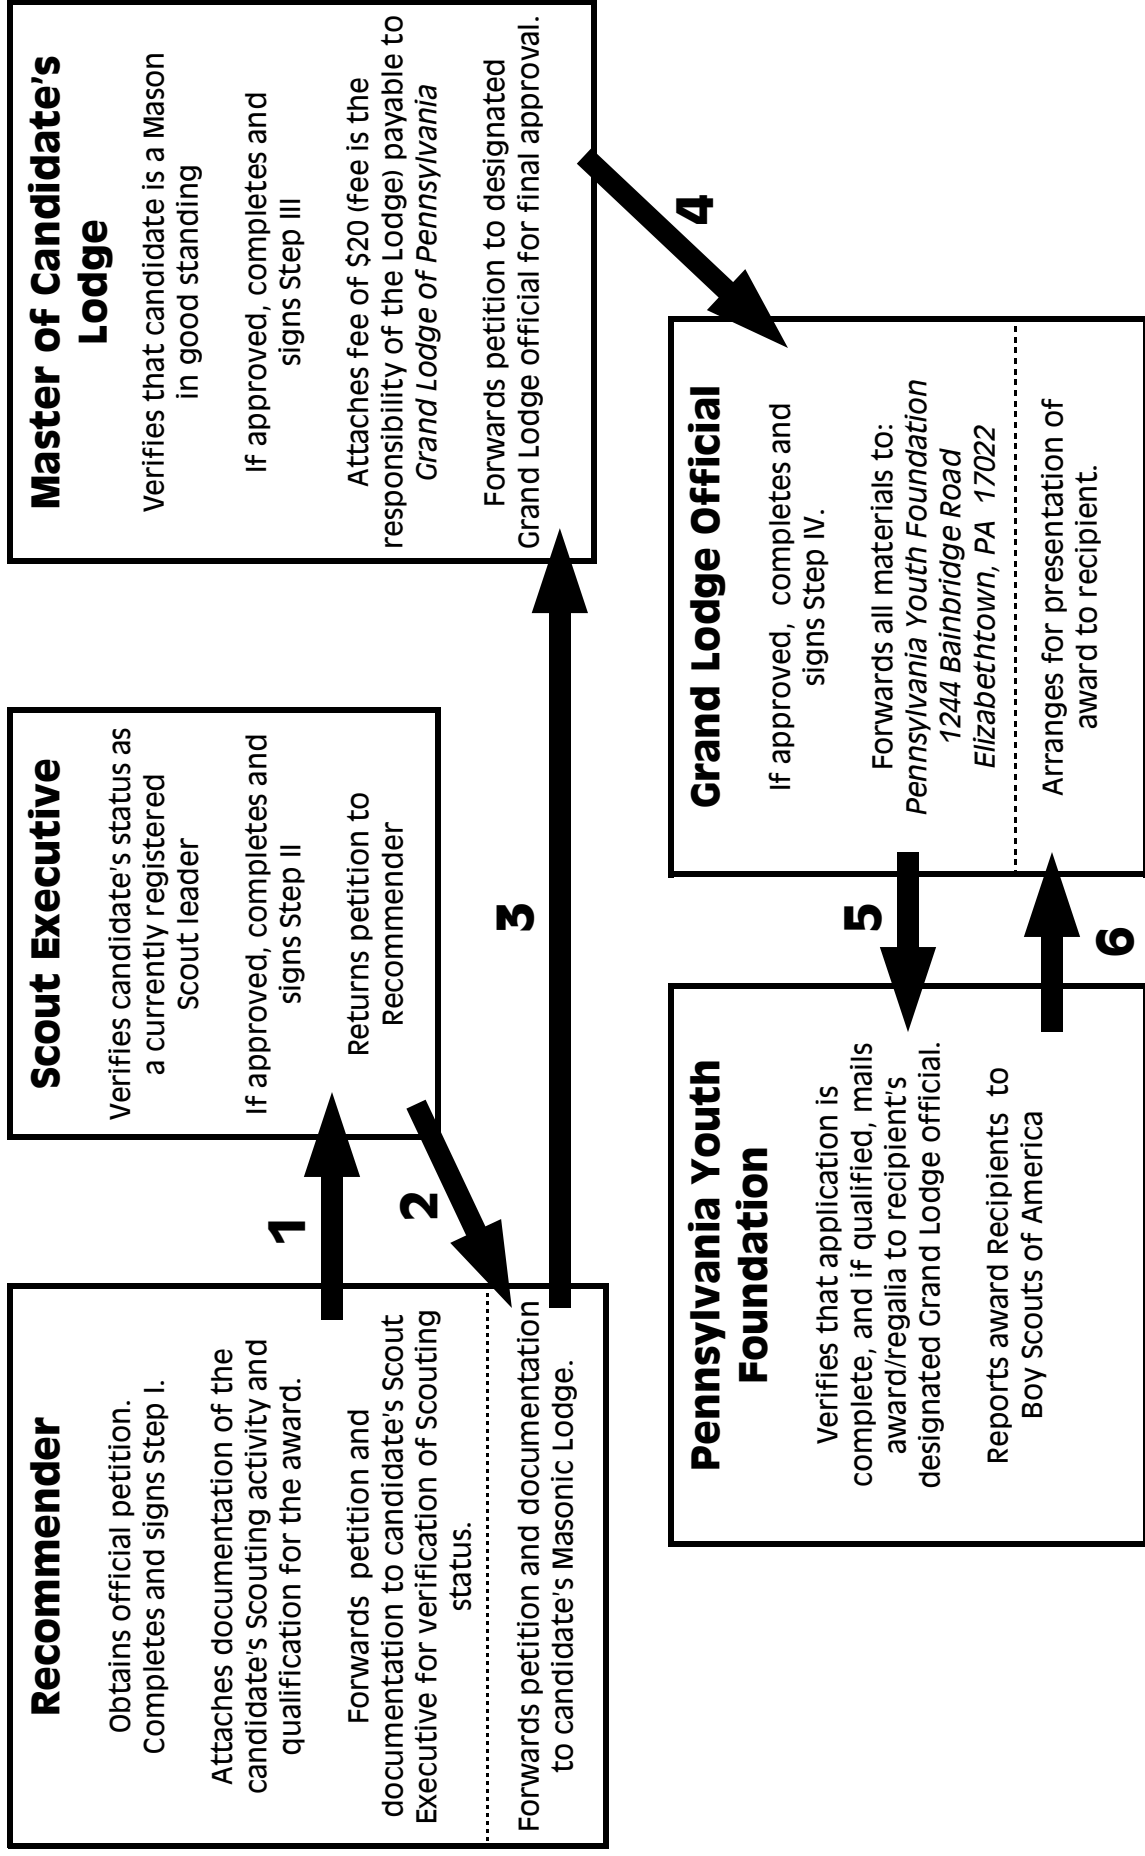 Recommender
Obtains official petition.
Completes and signs Step I.
Attaches documentation of the
candidate's Scouting activity and
qualification for the award.
Forwards petition and
documentation to candidate's Scout
Executive for verification of Scouting
status.
Forwards petition and documentation
to candidate's Masonic Lodge.
1
2
Scout Executive
Verifies candidate's status as
a currently registered
Scout leader
If approved, completes and
signs Step II
Returns petition to
Recommender
3
Master of Candidate's
Lodge
Verifies that candidate is a Mason
in good standing
If approved, completes and
signs Step III
Attaches fee of $20 (fee is the
responsibility of the Lodge) payable to
Grand Lodge of Pennsylvania
Forwards petition to designated
Grand Lodge official for final approval.
4
Grand Lodge Official
If approved, completes and
signs Step IV.
Forwards all materials to:
Pennsylvania Youth Foundation
1244 Bainbridge Road
Elizabethtown, PA 17022
Arranges for presentation of
award to recipient.
5
6
Pennsylvania Youth
Foundation
Verifies that application is
complete, and if qualified, mails
award/regalia to recipient's
designated Grand Lodge official.
Reports award Recipients to
Boy Scouts of America